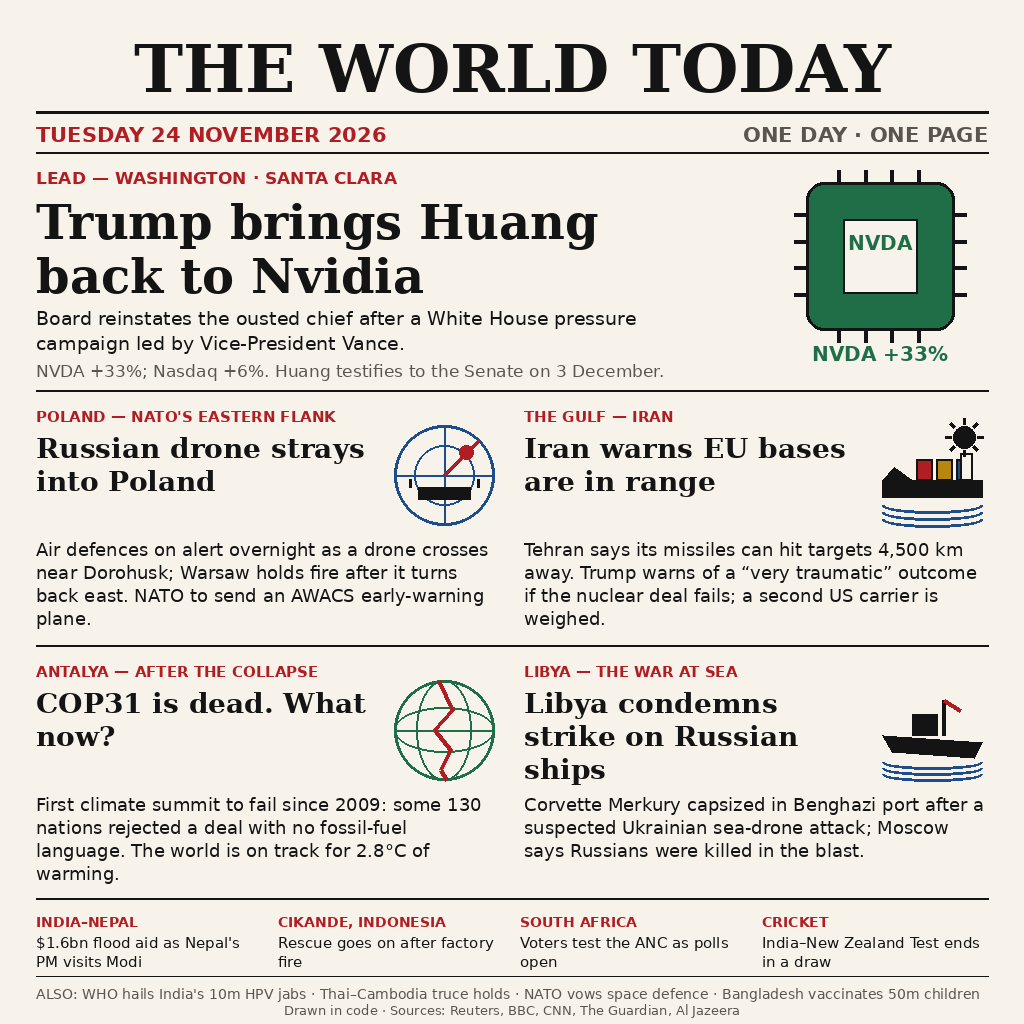 THE WORLD TODAY
TUESDAY 24 NOVEMBER 2026
ONE DAY · ONE PAGE
LEAD — WASHINGTON · SANTA CLARA
Trump brings Huang
back to Nvidia
Board reinstates the ousted chief after a White House pressure
campaign led by Vice-President Vance.
NVDA +33%; Nasdaq +6%. Huang testifies to the Senate on 3 December.
NVDA
NVDA +33%
POLAND — NATO'S EASTERN FLANK
Russian drone strays
into Poland
Air defences on alert overnight as a drone crosses
near Dorohusk; Warsaw holds fire after it turns
back east. NATO to send an AWACS early-warning
plane.
THE GULF — IRAN
Iran warns EU bases
are in range
Tehran says its missiles can hit targets 4,500 km
away. Trump warns of a “very traumatic” outcome
if the nuclear deal fails; a second US carrier is
weighed.
ANTALYA — AFTER THE COLLAPSE
COP31 is dead. What
now?
First climate summit to fail since 2009: some 130
nations rejected a deal with no fossil-fuel
language. The world is on track for 2.8°C of
warming.
LIBYA — THE WAR AT SEA
Libya condemns
strike on Russian
ships
Corvette Merkury capsized in Benghazi port after a
suspected Ukrainian sea-drone attack; Moscow
says Russians were killed in the blast.
INDIA–NEPAL
$1.6bn flood aid as Nepal's
PM visits Modi
CIKANDE, INDONESIA
Rescue goes on after factory
fire
SOUTH AFRICA
Voters test the ANC as polls
open
CRICKET
India–New Zealand Test ends
in a draw
ALSO: WHO hails India's 10m HPV jabs · Thai–Cambodia truce holds · NATO vows space defence · Bangladesh vaccinates 50m children
Drawn in code · Sources: Reuters, BBC, CNN, The Guardian, Al Jazeera